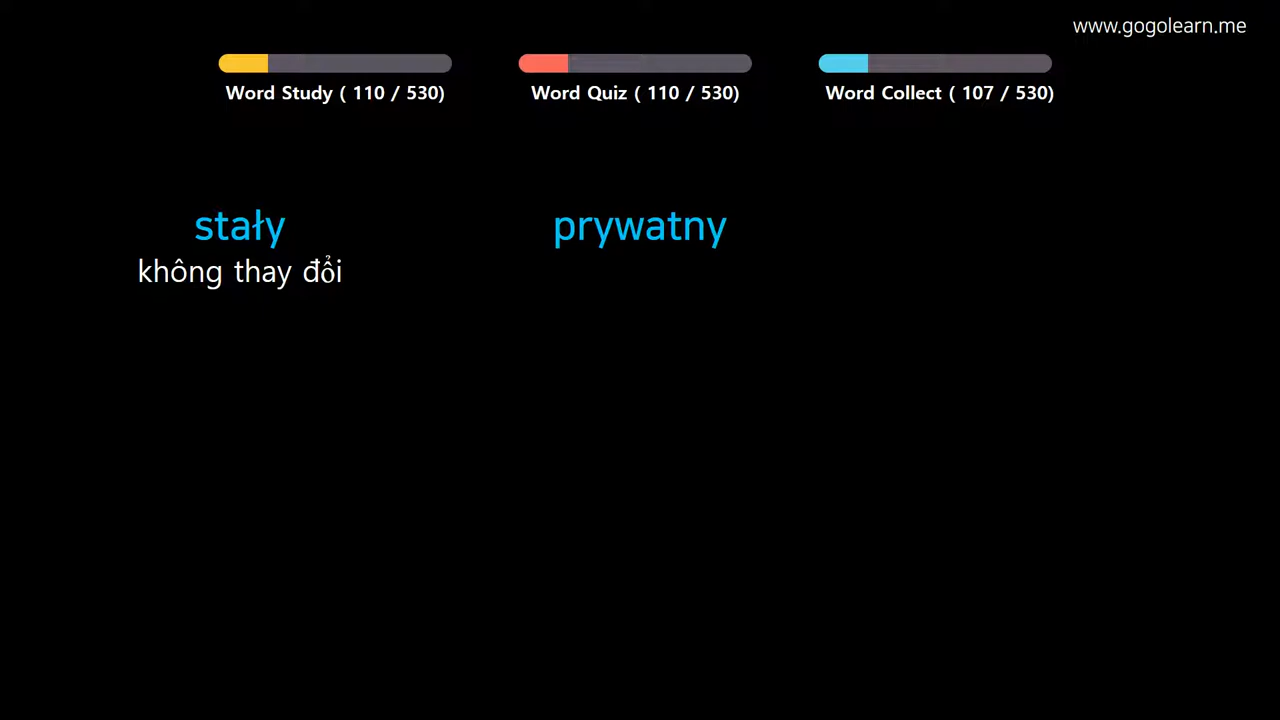 www.gogolearn.me
Word Study ( 110 / 530)
Word Quiz ( 110 / 530)
Word Collect ( 107 / 530)
stały
không thay đổi
prywatny